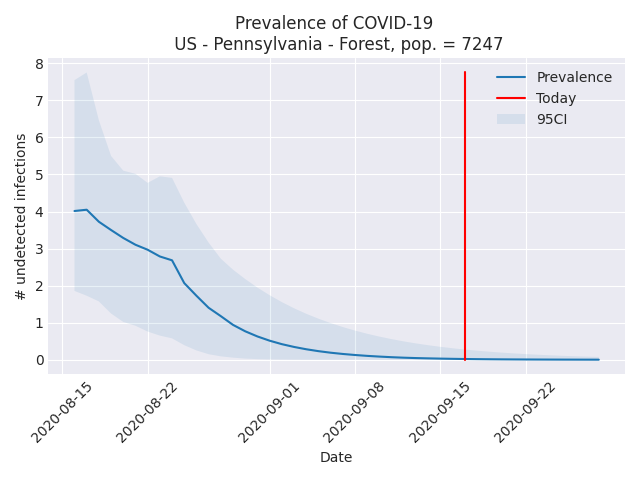 Prevalence of COVID-19
US - Pennsylvania - Forest, pop. = 7247
8
7
6
5
4
3
2
1
0
# undetected infections
Prevalence
Today
95CI
2020-08-15
2020-08-22
2020-09-01
2020-09-08
2020-09-15
2020-09-22
Date